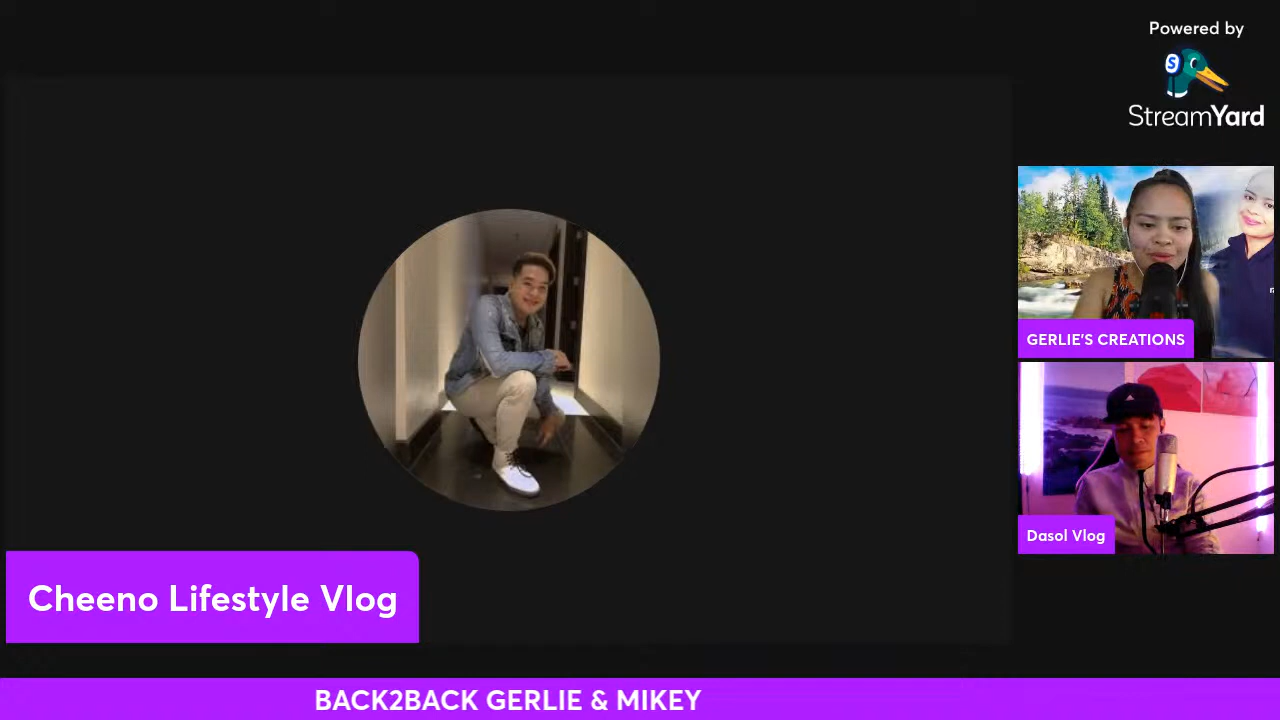 Powered by
S
StreamYard
GERLIE'S CREATIONS
Dasol Vlog
Cheeno Lifestyle Vlog
BACK2BACK GERLIE & MIKEY